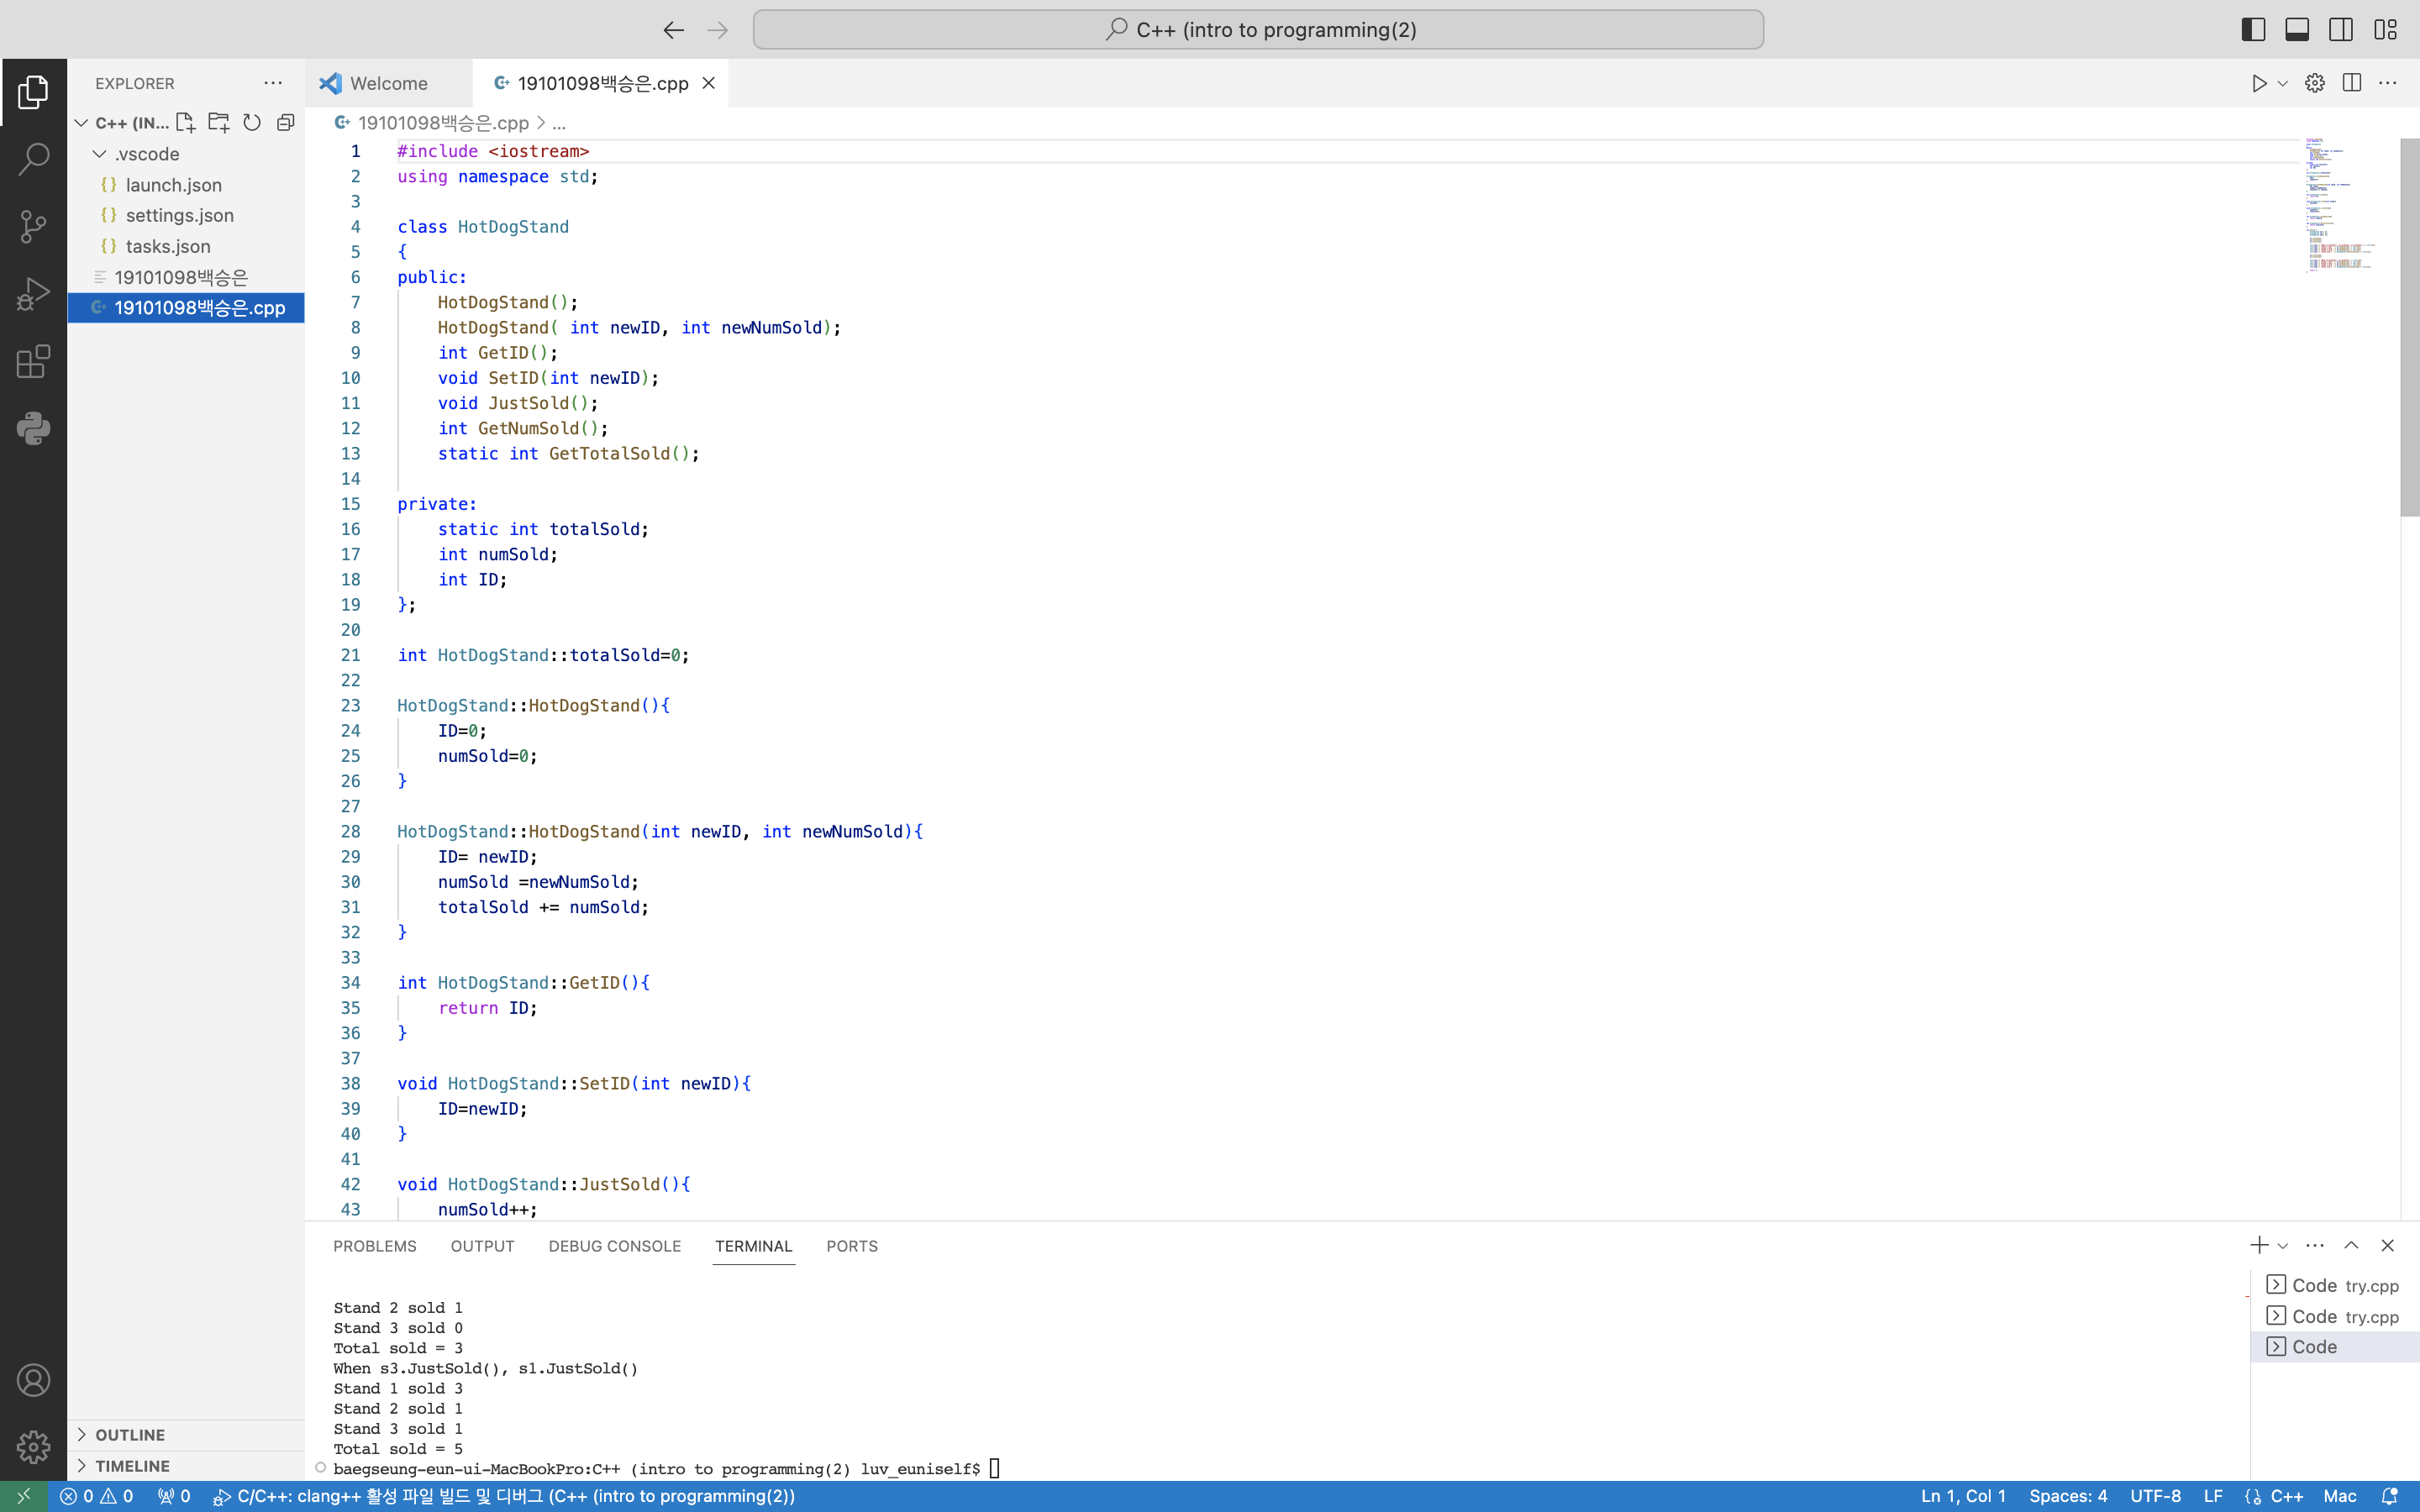 C++ (intro to programming(2)
EXPLORER
C++ (IN...
.vscode
launch.json
settings.json
tasks.json
19101098백승은
19101098백승은.cpp
OUTLINE
TIMELINE
Welcome
19101098백승은.cpp
19101098백승은.cpp > ...
1 #include <iostream>
2 using namespace std;
3
4 class HotDogStand
5 {
6 public:
7     HotDogStand();
8     HotDogStand( int newID, int newNumSold);
9     int GetID();
10     void SetID(int newID);
11     void JustSold();
12     int GetNumSold();
13     static int GetTotalSold();
14
15 private:
16     static int totalSold;
17     int numSold;
18     int ID;
19 };
20
21 int HotDogStand::totalSold=0;
22
23 HotDogStand::HotDogStand(){
24     ID=0;
25     numSold=0;
26 }
27
28 HotDogStand::HotDogStand(int newID, int newNumSold){
29     ID= newID;
30     numSold =newNumSold;
31     totalSold += numSold;
32 }
33
34 int HotDogStand::GetID(){
35     return ID;
36 }
37
38 void HotDogStand::SetID(int newID){
39     ID=newID;
40 }
41
42 void HotDogStand::JustSold(){
43     numSold++;
PROBLEMS OUTPUT DEBUG CONSOLE TERMINAL PORTS
Stand 2 sold 1
Stand 3 sold 0
Total sold = 3
When s3.JustSold(), s1.JustSold()
Stand 1 sold 3
Stand 2 sold 1
Stand 3 sold 1
Total sold = 5
baegseung-eun-ui-MacBookPro:C++ (intro to programming(2) luv_euniself$
Code try.cpp
Code try.cpp
Code
0 0 0 C/C++: clang++ 활성 파일 빌드 및 디버그 (C++ (intro to programming(2)) Ln 1, Col 1 Spaces: 4 UTF-8 LF C++ Mac